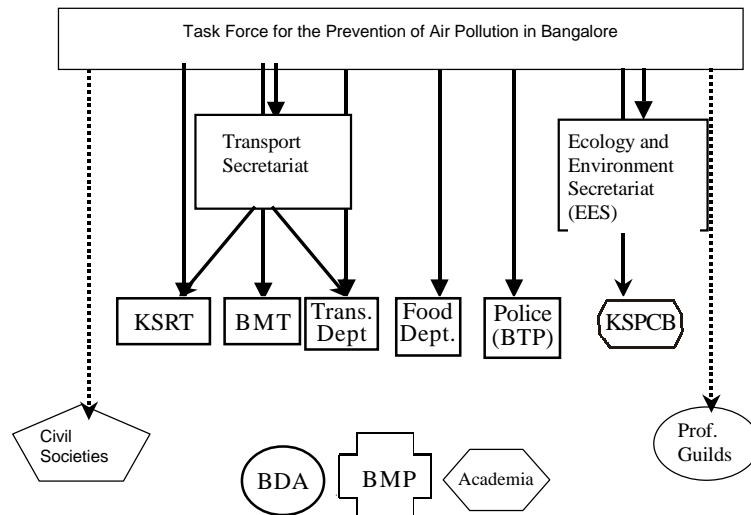 Task Force for the Prevention of Air Pollution in Bangalore
Transport
Secretariat
Ecology and
Environment
Secretariat
(EES)
KSRT
BMT
Trans.
Dept
Food
Dept.
Police
(BTP)
KSPCB
Civil
Societies
Prof.
Guilds
BDA
BMP
Academia